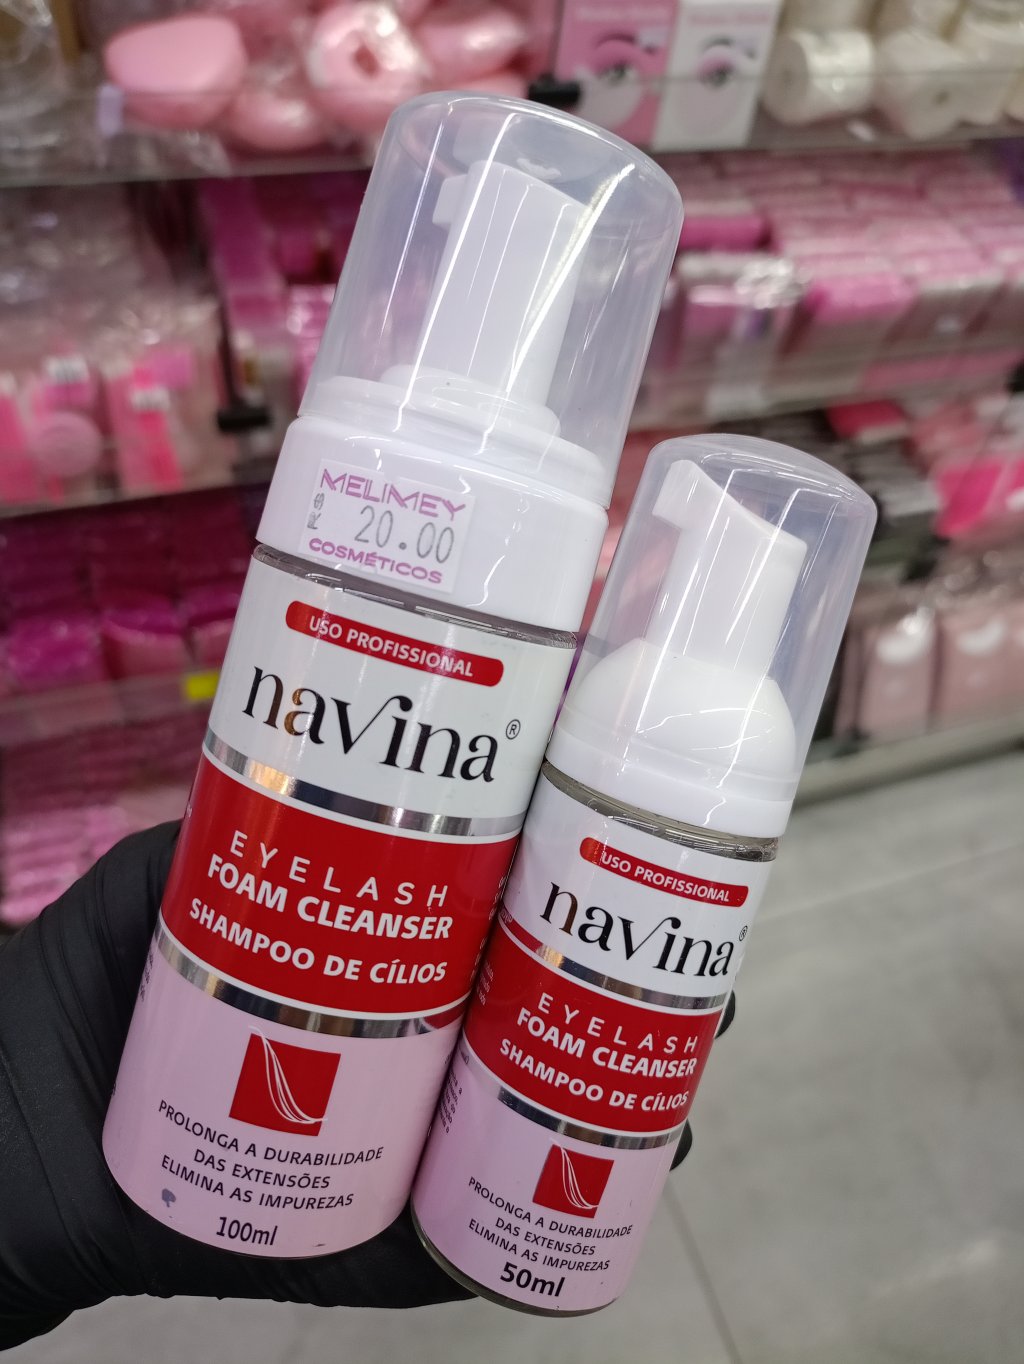 MELIMEY
R$ 20.00
COSMÉTICOS
USO PROFISSIONAL
navina®
EYELASH
FOAM CLEANSER
SHAMPOO DE CÍLIOS
PROLONGA A DURABILIDADE
DAS EXTENSÕES
ELIMINA AS IMPUREZAS
100ml
USO PROFISSIONAL
navina®
EYELASH
FOAM CLEANSER
SHAMPOO DE CÍLIOS
PROLONGA A DURABILIDADE
DAS EXTENSÕES
ELIMINA AS IMPUREZAS
50ml